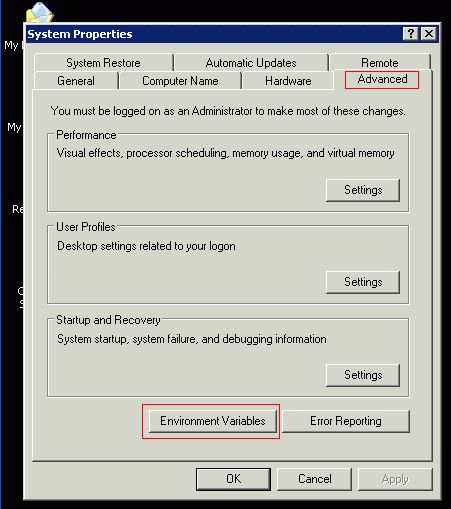 My
System Properties
System Restore
Automatic Updates
Remote
General
Computer Name
Hardware
Advanced
You must be logged on as an Administrator to make most of these changes.
My
Performance
Visual effects, processor scheduling, memory usage, and virtual memory
Settings
Re
User Profiles
Desktop settings related to your logon
Settings
Startup and Recovery
System startup, system failure, and debugging information
Settings
Environment Variables
Error Reporting
OK
Cancel
Apply